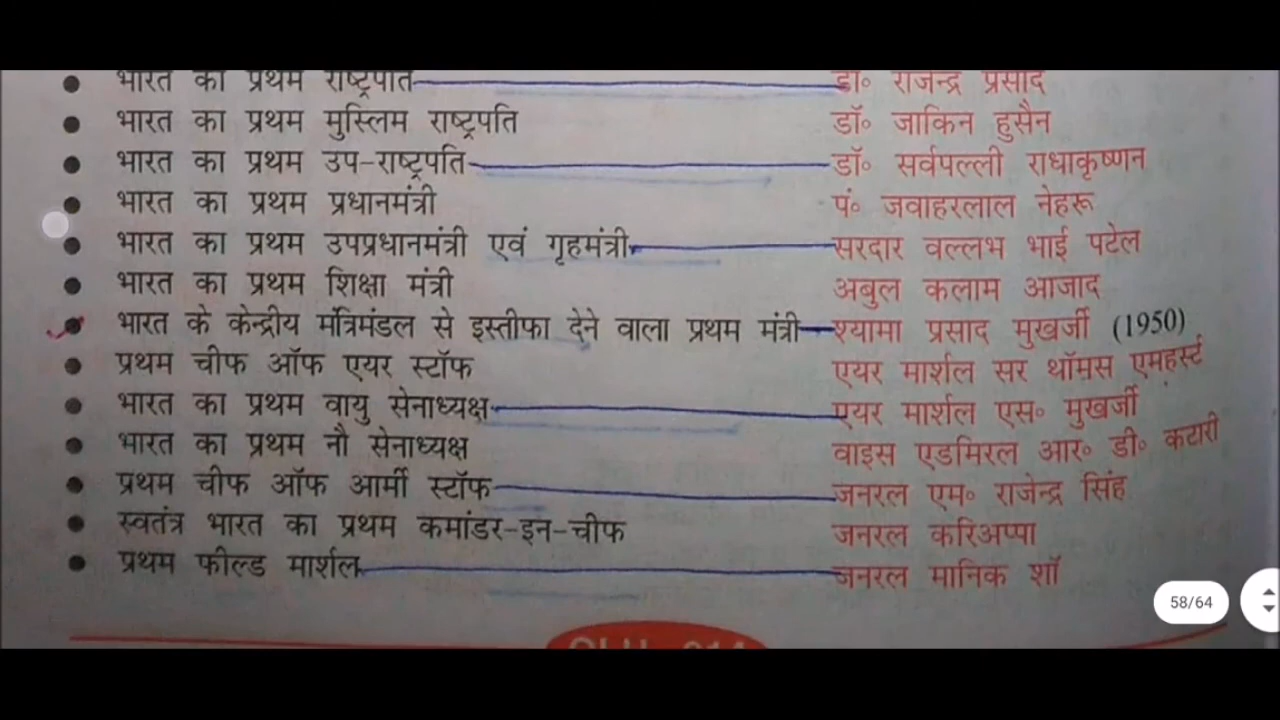 भारत का प्रथम राष्ट्रपति डॉ॰ राजेन्द्र प्रसाद
भारत का प्रथम मुस्लिम राष्ट्रपति डॉ॰ जाकिन हुसैन
भारत का प्रथम उप-राष्ट्रपति डॉ॰ सर्वपल्ली राधाकृष्णन
भारत का प्रथम प्रधानमंत्री पं॰ जवाहरलाल नेहरू
भारत का प्रथम उपप्रधानमंत्री एवं गृहमंत्री सरदार वल्लभ भाई पटेल
भारत का प्रथम शिक्षा मंत्री अबुल कलाम आजाद
भारत के केन्द्रीय मंत्रिमंडल से इस्तीफा देने वाला प्रथम मंत्री श्यामा प्रसाद मुखर्जी (1950)
प्रथम चीफ ऑफ एयर स्टॉफ एयर मार्शल सर थॉमस एमहर्स्ट
भारत का प्रथम वायु सेनाध्यक्ष एयर मार्शल एस॰ मुखर्जी
भारत का प्रथम नौ सेनाध्यक्ष वाइस एडमिरल आर॰ डी॰ कटारी
प्रथम चीफ ऑफ आर्मी स्टॉफ जनरल एम॰ राजेन्द्र सिंह
स्वतंत्र भारत का प्रथम कमांडर-इन-चीफ जनरल करिअप्पा
प्रथम फील्ड मार्शल जनरल मानिक शॉ
58/64